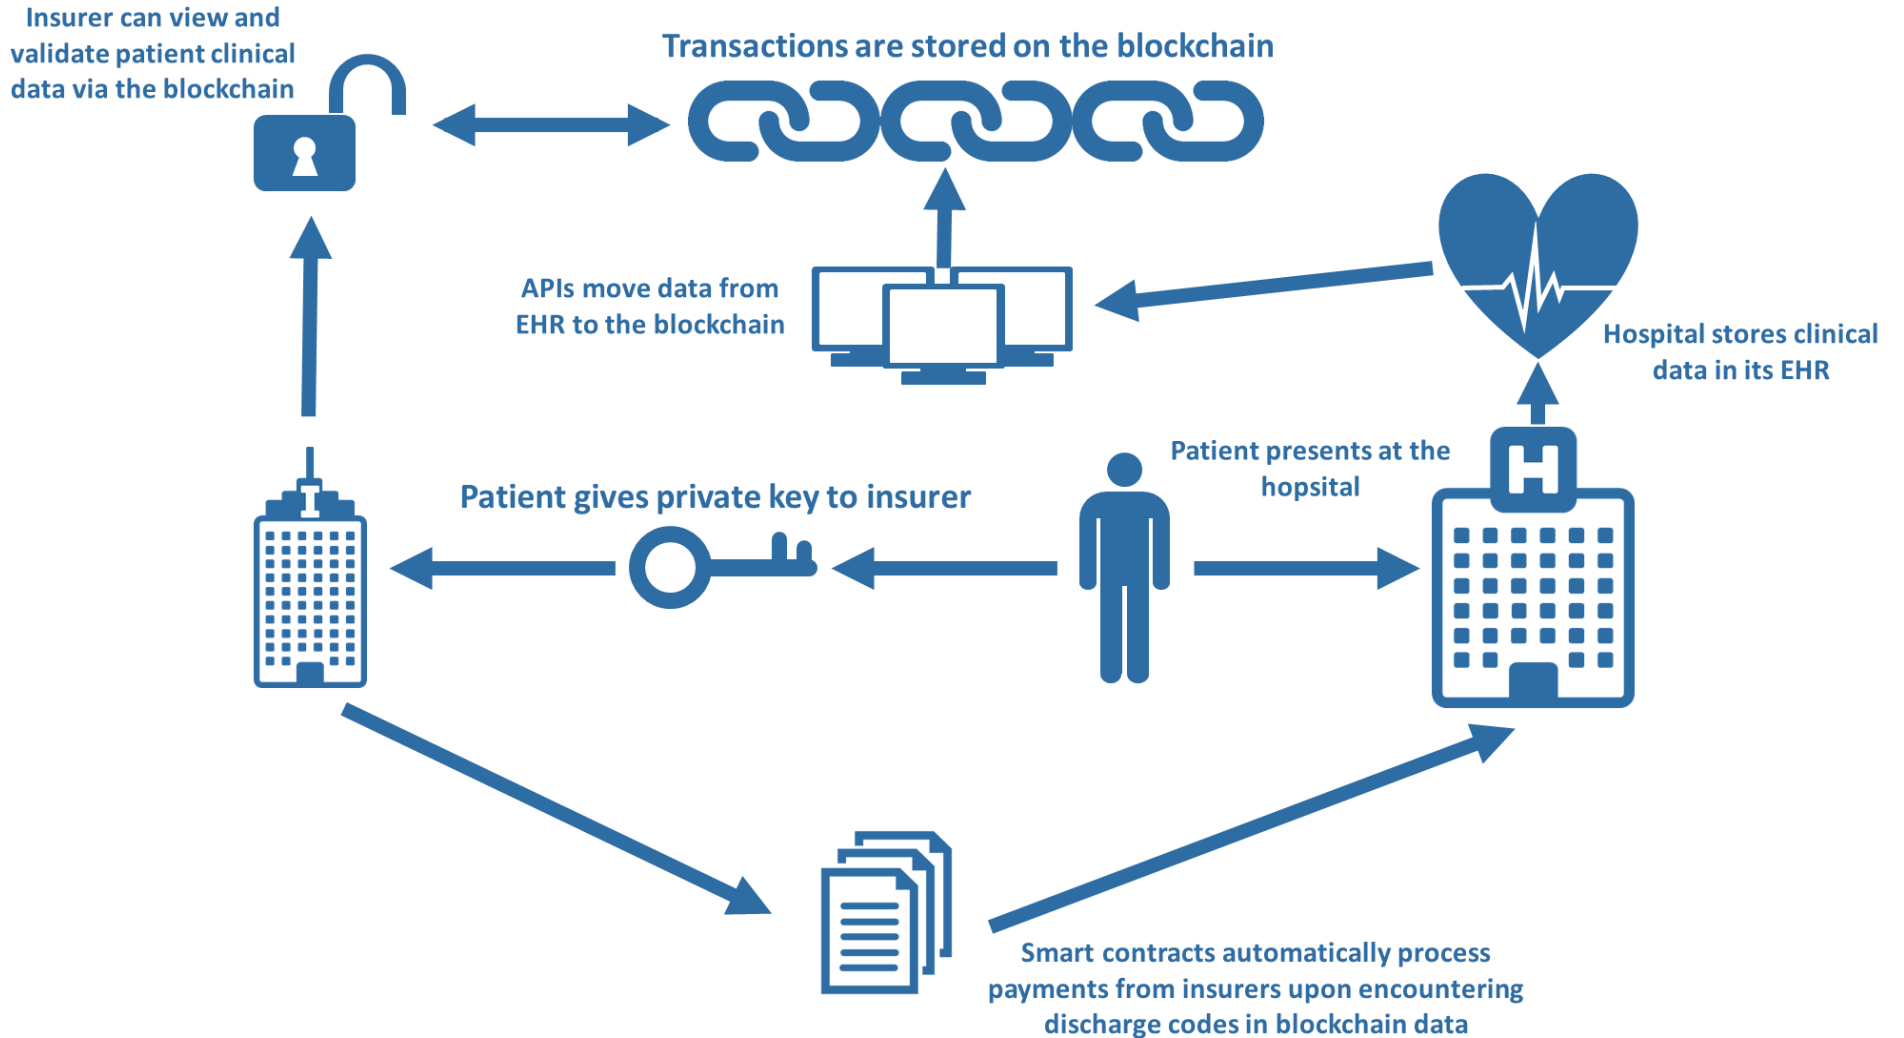 Insurer can view and
validate patient clinical
data via the blockchain
Transactions are stored on the blockchain
APIs move data from
EHR to the blockchain
Hospital stores clinical
data in its EHR
H
Patient presents at the
hopsital
Patient gives private key to insurer
I
Smart contracts automatically process
payments from insurers upon encountering
discharge codes in blockchain data